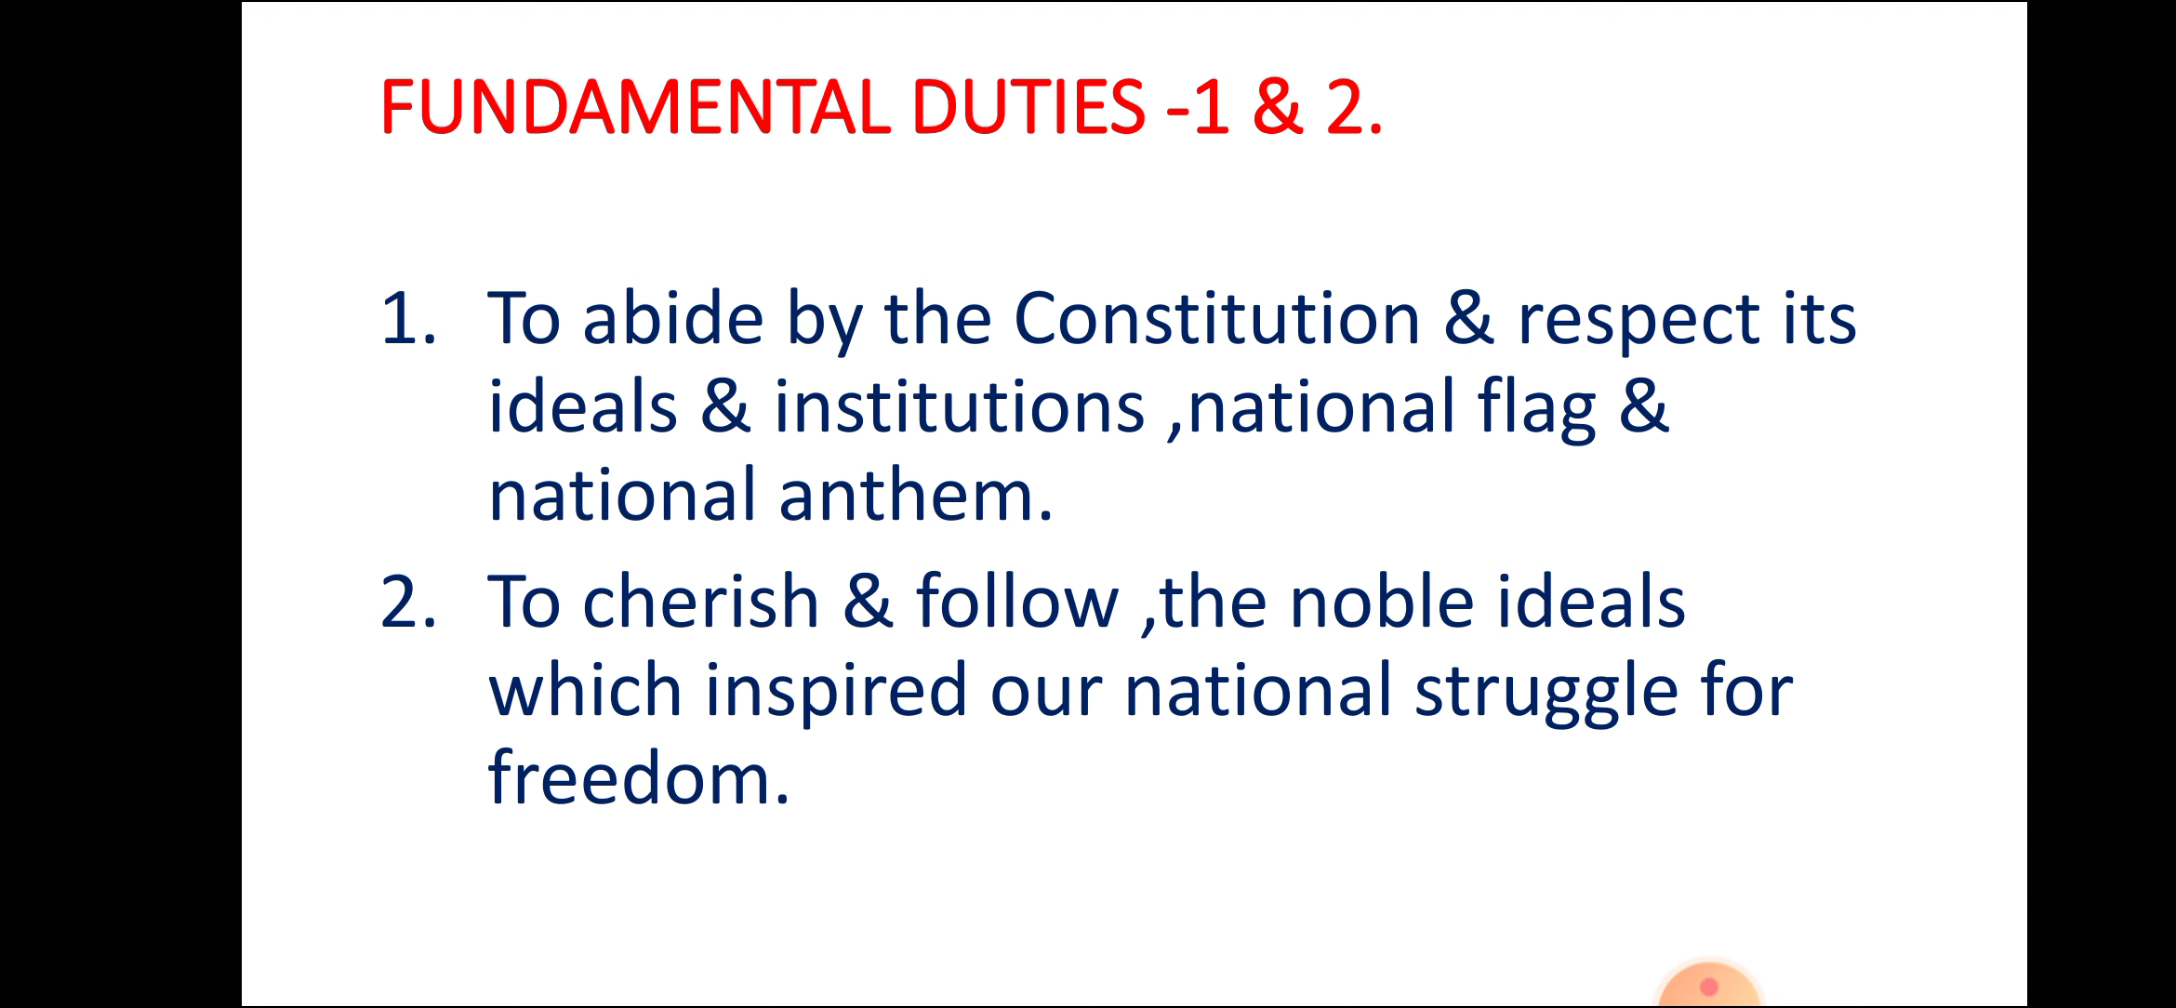 FUNDAMENTAL DUTIES -1 & 2.
1. To abide by the Constitution & respect its
ideals & institutions ,national flag &
national anthem.
2. To cherish & follow ,the noble ideals
which inspired our national struggle for
freedom.